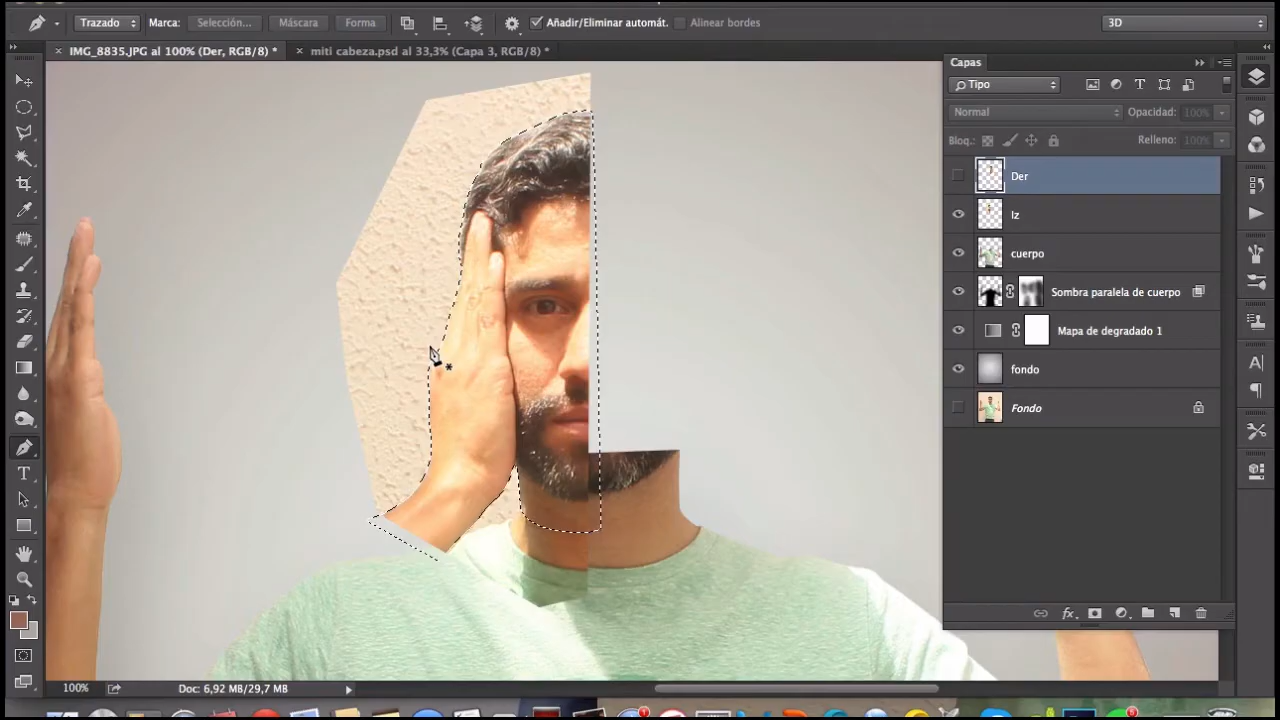 Trazado Marca: Selección... Máscara Forma Añadir/Eliminar automát. Alinear bordes 3D
IMG_8835.JPG al 100% (Der, RGB/8) * miti cabeza.psd al 33,3% (Capa 3, RGB/8) *
Capas
Tipo
Normal Opacidad: 100%
Bloq.: Relleno: 100%
Der
Iz
cuerpo
Sombra paralela de cuerpo
Mapa de degradado 1
fondo
Fondo
100% Doc: 6,92 MB/29,7 MB